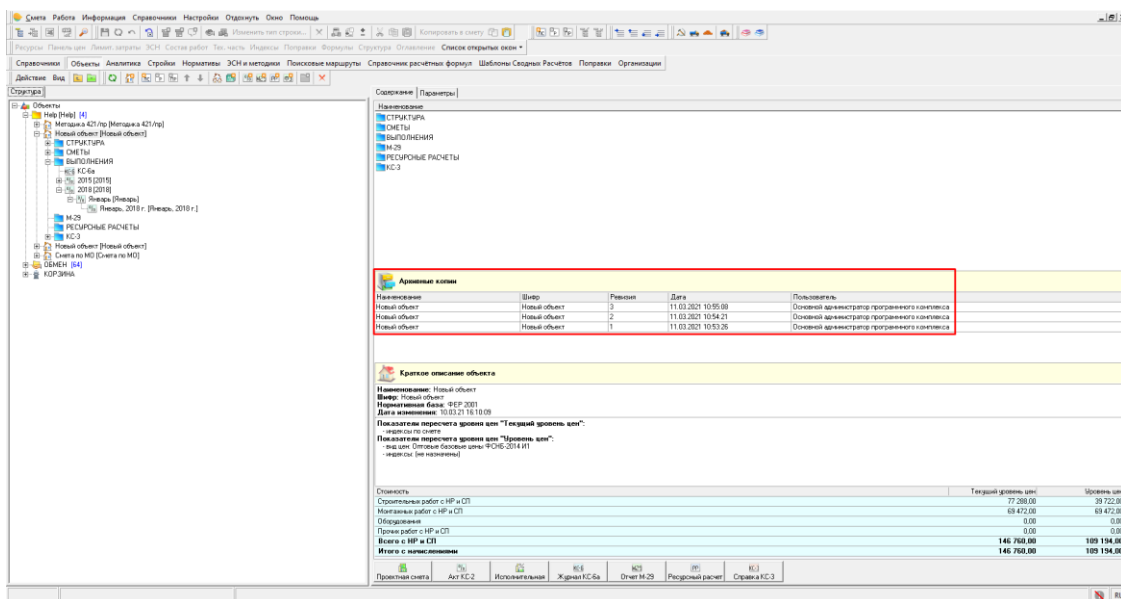 Смета Работа Информация Справочники Настройки Отдохнуть Окно Помощь
Изменить тип строки... Копировать в смету
Ресурсы Панель цен Лимит. затраты ЭСН Состав работ Тех. часть Индексы Поправки Формулы Структура Оглавление Список открытых окон
Справочники Объекты Аналитика Стройки Нормативы ЭСН и методики Поисковые маршруты Справочник расчётных формул Шаблоны Сводных Расчётов Поправки Организации
Действие Вид
Структура
Объекты
Help [Help] [4]
Методика 421/пр [Методика 421/пр]
Новый объект [Новый объект]
СТРУКТУРА
СМЕТЫ
ВЫПОЛНЕНИЯ
КС-6а
2015 [2015]
2018 [2018]
Январь [Январь]
Январь, 2018 г. [Январь, 2018 г.]
М-29
РЕСУРСНЫЕ РАСЧЕТЫ
КС-3
Новый объект [Новый объект]
Смета по МО [Смета по МО]
ОБМЕН [64]
КОРЗИНА
Содержание Параметры
Наименование
СТРУКТУРА
СМЕТЫ
ВЫПОЛНЕНИЯ
М-29
РЕСУРСНЫЕ РАСЧЕТЫ
КС-3
Архивные копии
Наименование Шифр Ревизия Дата Пользователь
Новый объект Новый объект 3 11.03.2021 10:55:08 Основной администратор программного комплекса
Новый объект Новый объект 2 11.03.2021 10:54:21 Основной администратор программного комплекса
Новый объект Новый объект 1 11.03.2021 10:53:26 Основной администратор программного комплекса
Краткое описание объекта
Наименование: Новый объект
Шифр: Новый объект
Нормативная база: ФЕР 2001
Дата изменения: 10.03.21 16:10:09
Показатели пересчета уровня цен "Текущий уровень цен":
- индексы по смете
Показатели пересчета уровня цен "Уровень цен":
- вид цен: Оптовые базовые цены ФСНБ-2014 И1
- индексы: (не назначены)
Стоимость Текущий уровень цен Уровень цен
Строительных работ с НР и СП 77 288,00 39 722,00
Монтажных работ с НР и СП 69 472,00 69 472,00
Оборудования 0,00 0,00
Прочих работ с НР и СП 0,00 0,00
Всего с НР и СП 146 760,00 109 194,00
Итого с начислениями 146 760,00 109 194,00
Проектная смета Акт КС-2 Исполнительная Журнал КС-6а Отчет М-29 Ресурсный расчет Справка КС-3